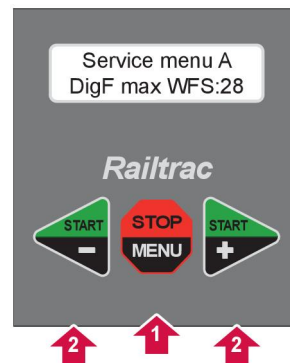 Service menu A
DigF max WFS:28
Railtrac
START
-
STOP
MENU
START
+
2
1
2